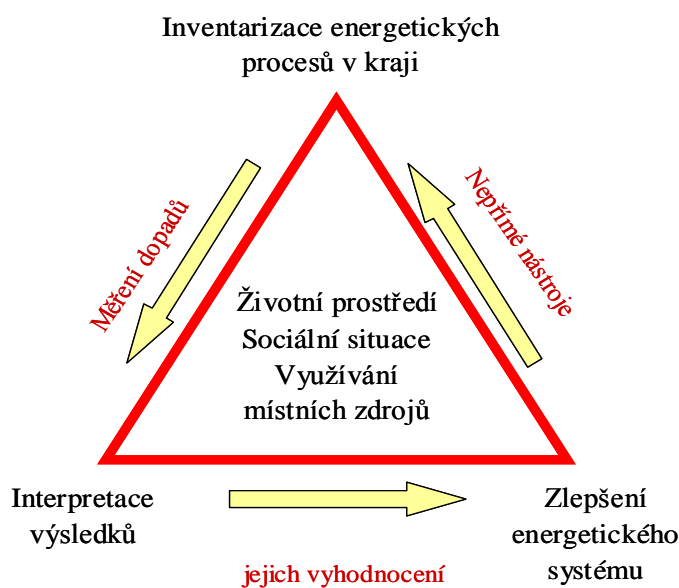 Inventarizace energetických
procesů v kraji
Měření dopadů
Nepřímé nástroje
Životní prostředí
Sociální situace
Využívání
místních zdrojů
Interpretace
výsledků
Zlepšení
energetického
systému
jejich vyhodnocení